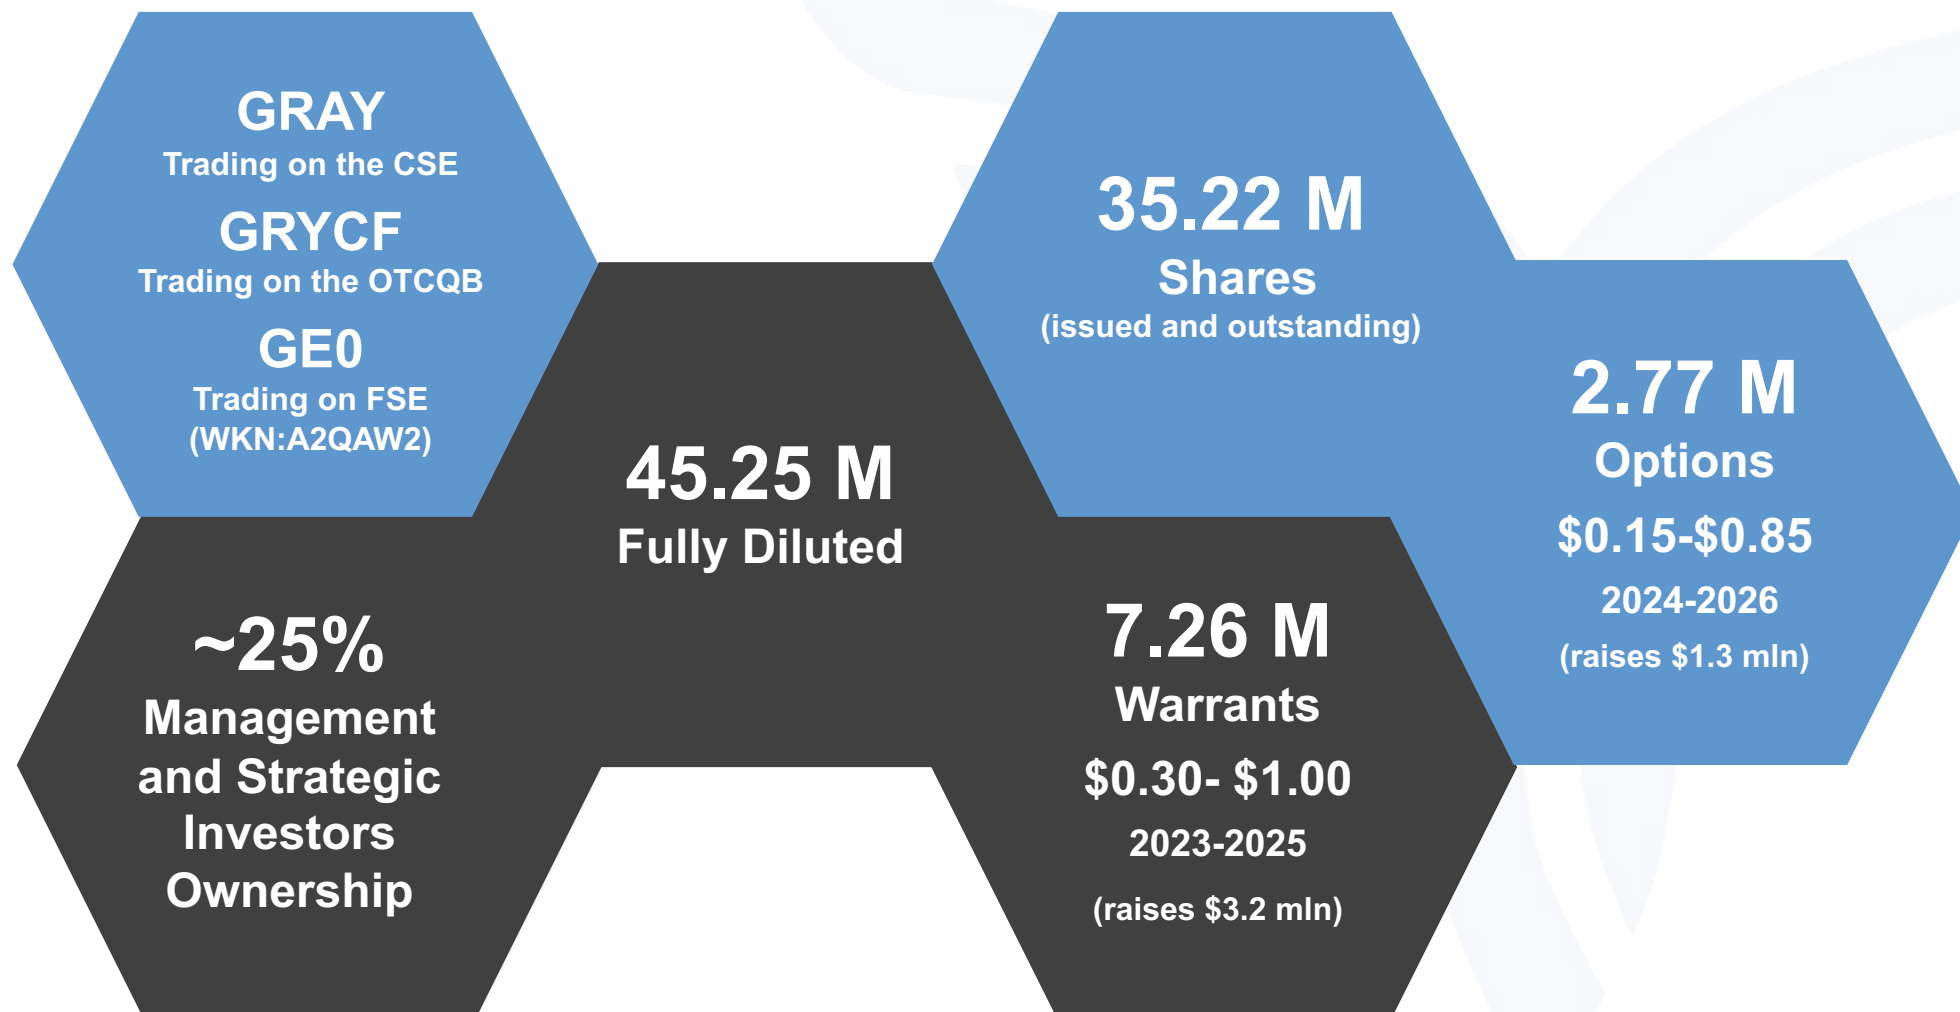 GRAY
Trading on the CSE
GRYCF
Trading on the OTCQB
GE0
Trading on FSE
(WKN:A2QAW2)
~25%
Management
and Strategic
Investors
Ownership
45.25 M
Fully Diluted
35.22 M
Shares
(issued and outstanding)
7.26 M
Warrants
$0.30- $1.00
2023-2025
(raises $3.2 mln)
2.77 M
Options
$0.15-$0.85
2024-2026
(raises $1.3 mln)